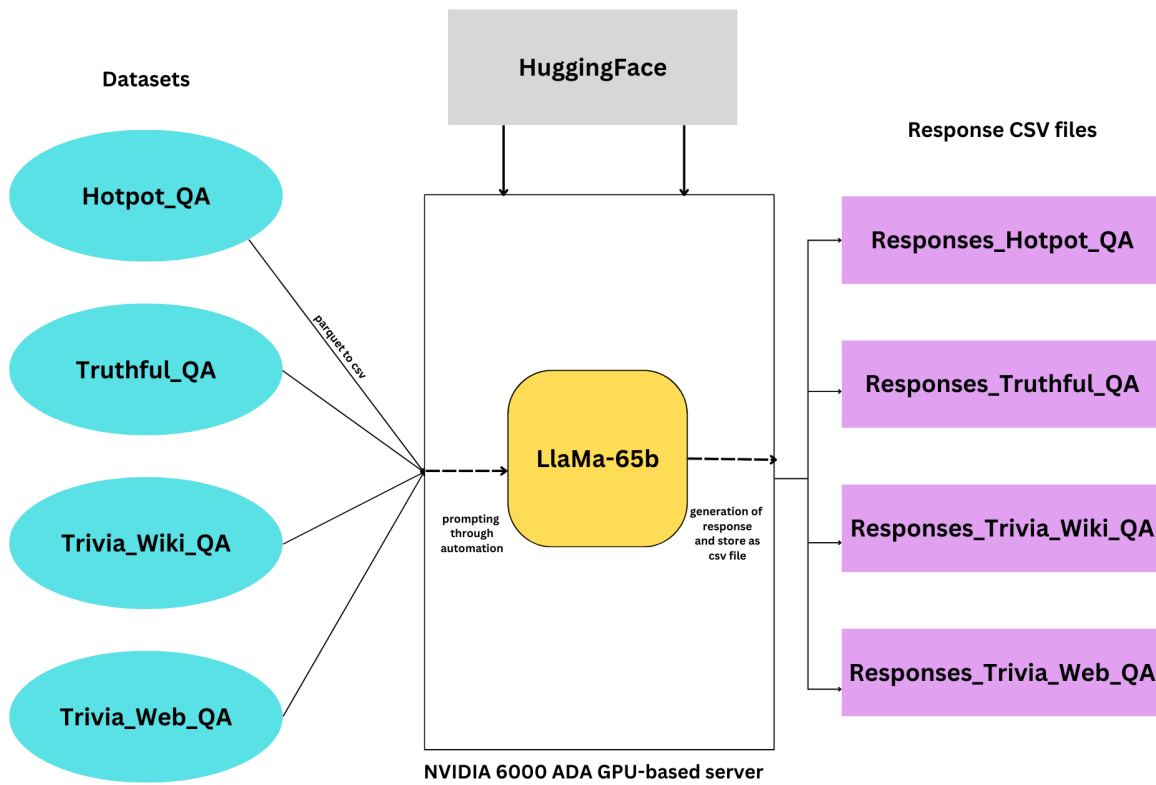 HuggingFace
Datasets
Response CSV files
Hotpot_QA
Truthful_QA
Trivia_Wiki_QA
Trivia_Web_QA
parquet to csv
prompting
through
automation
LlaMa-65b
generation of
response
and store as
csv file
Responses_Hotpot_QA
Responses_Truthful_QA
Responses_Trivia_Wiki_QA
Responses_Trivia_Web_QA
NVIDIA 6000 ADA GPU-based server